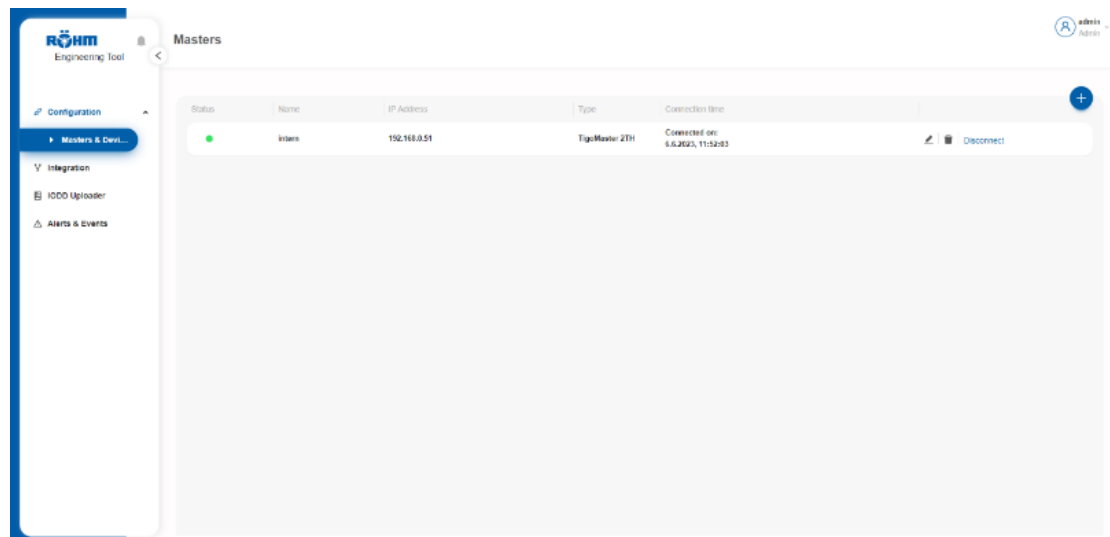 RÖHM
Engineering Tool
Masters
admin
Admin
Configuration
Masters & Devi...
Integration
IODD Uploader
Alerts & Events
Status Name IP Address Type Connection time
intern 192.168.0.51 TigoMaster 2TH Connected on:
6.6.2023, 11:52:03
Disconnect